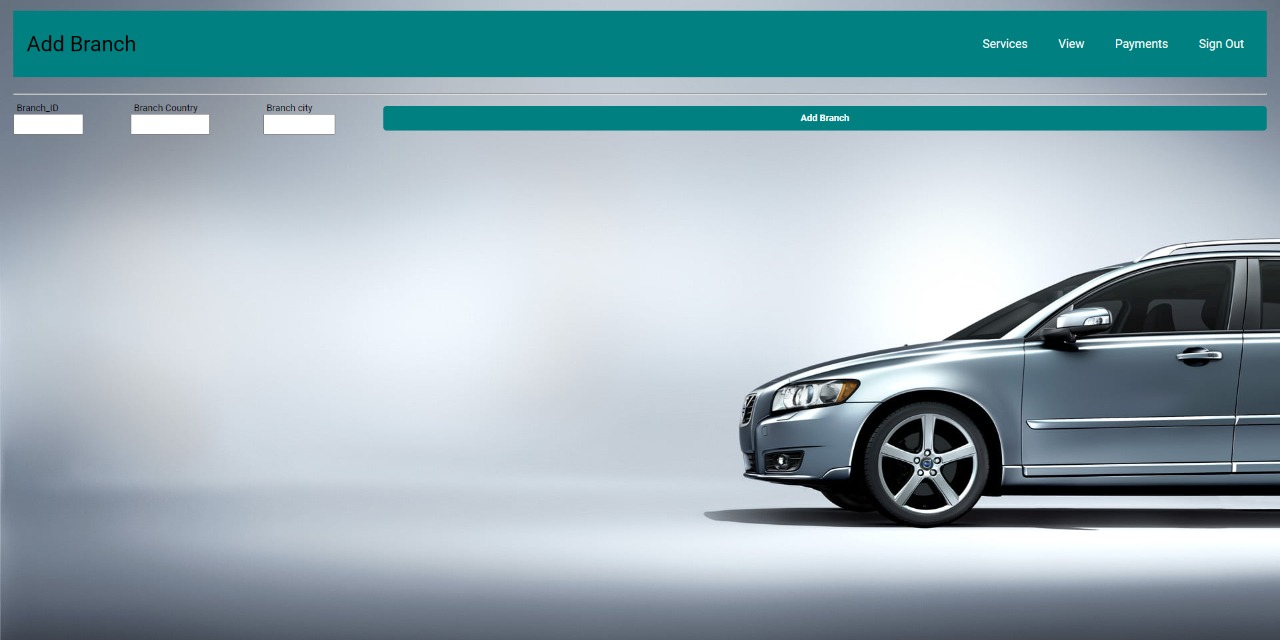 Add Branch
Services View Payments Sign Out
Branch_ID Branch Country Branch city
Add Branch